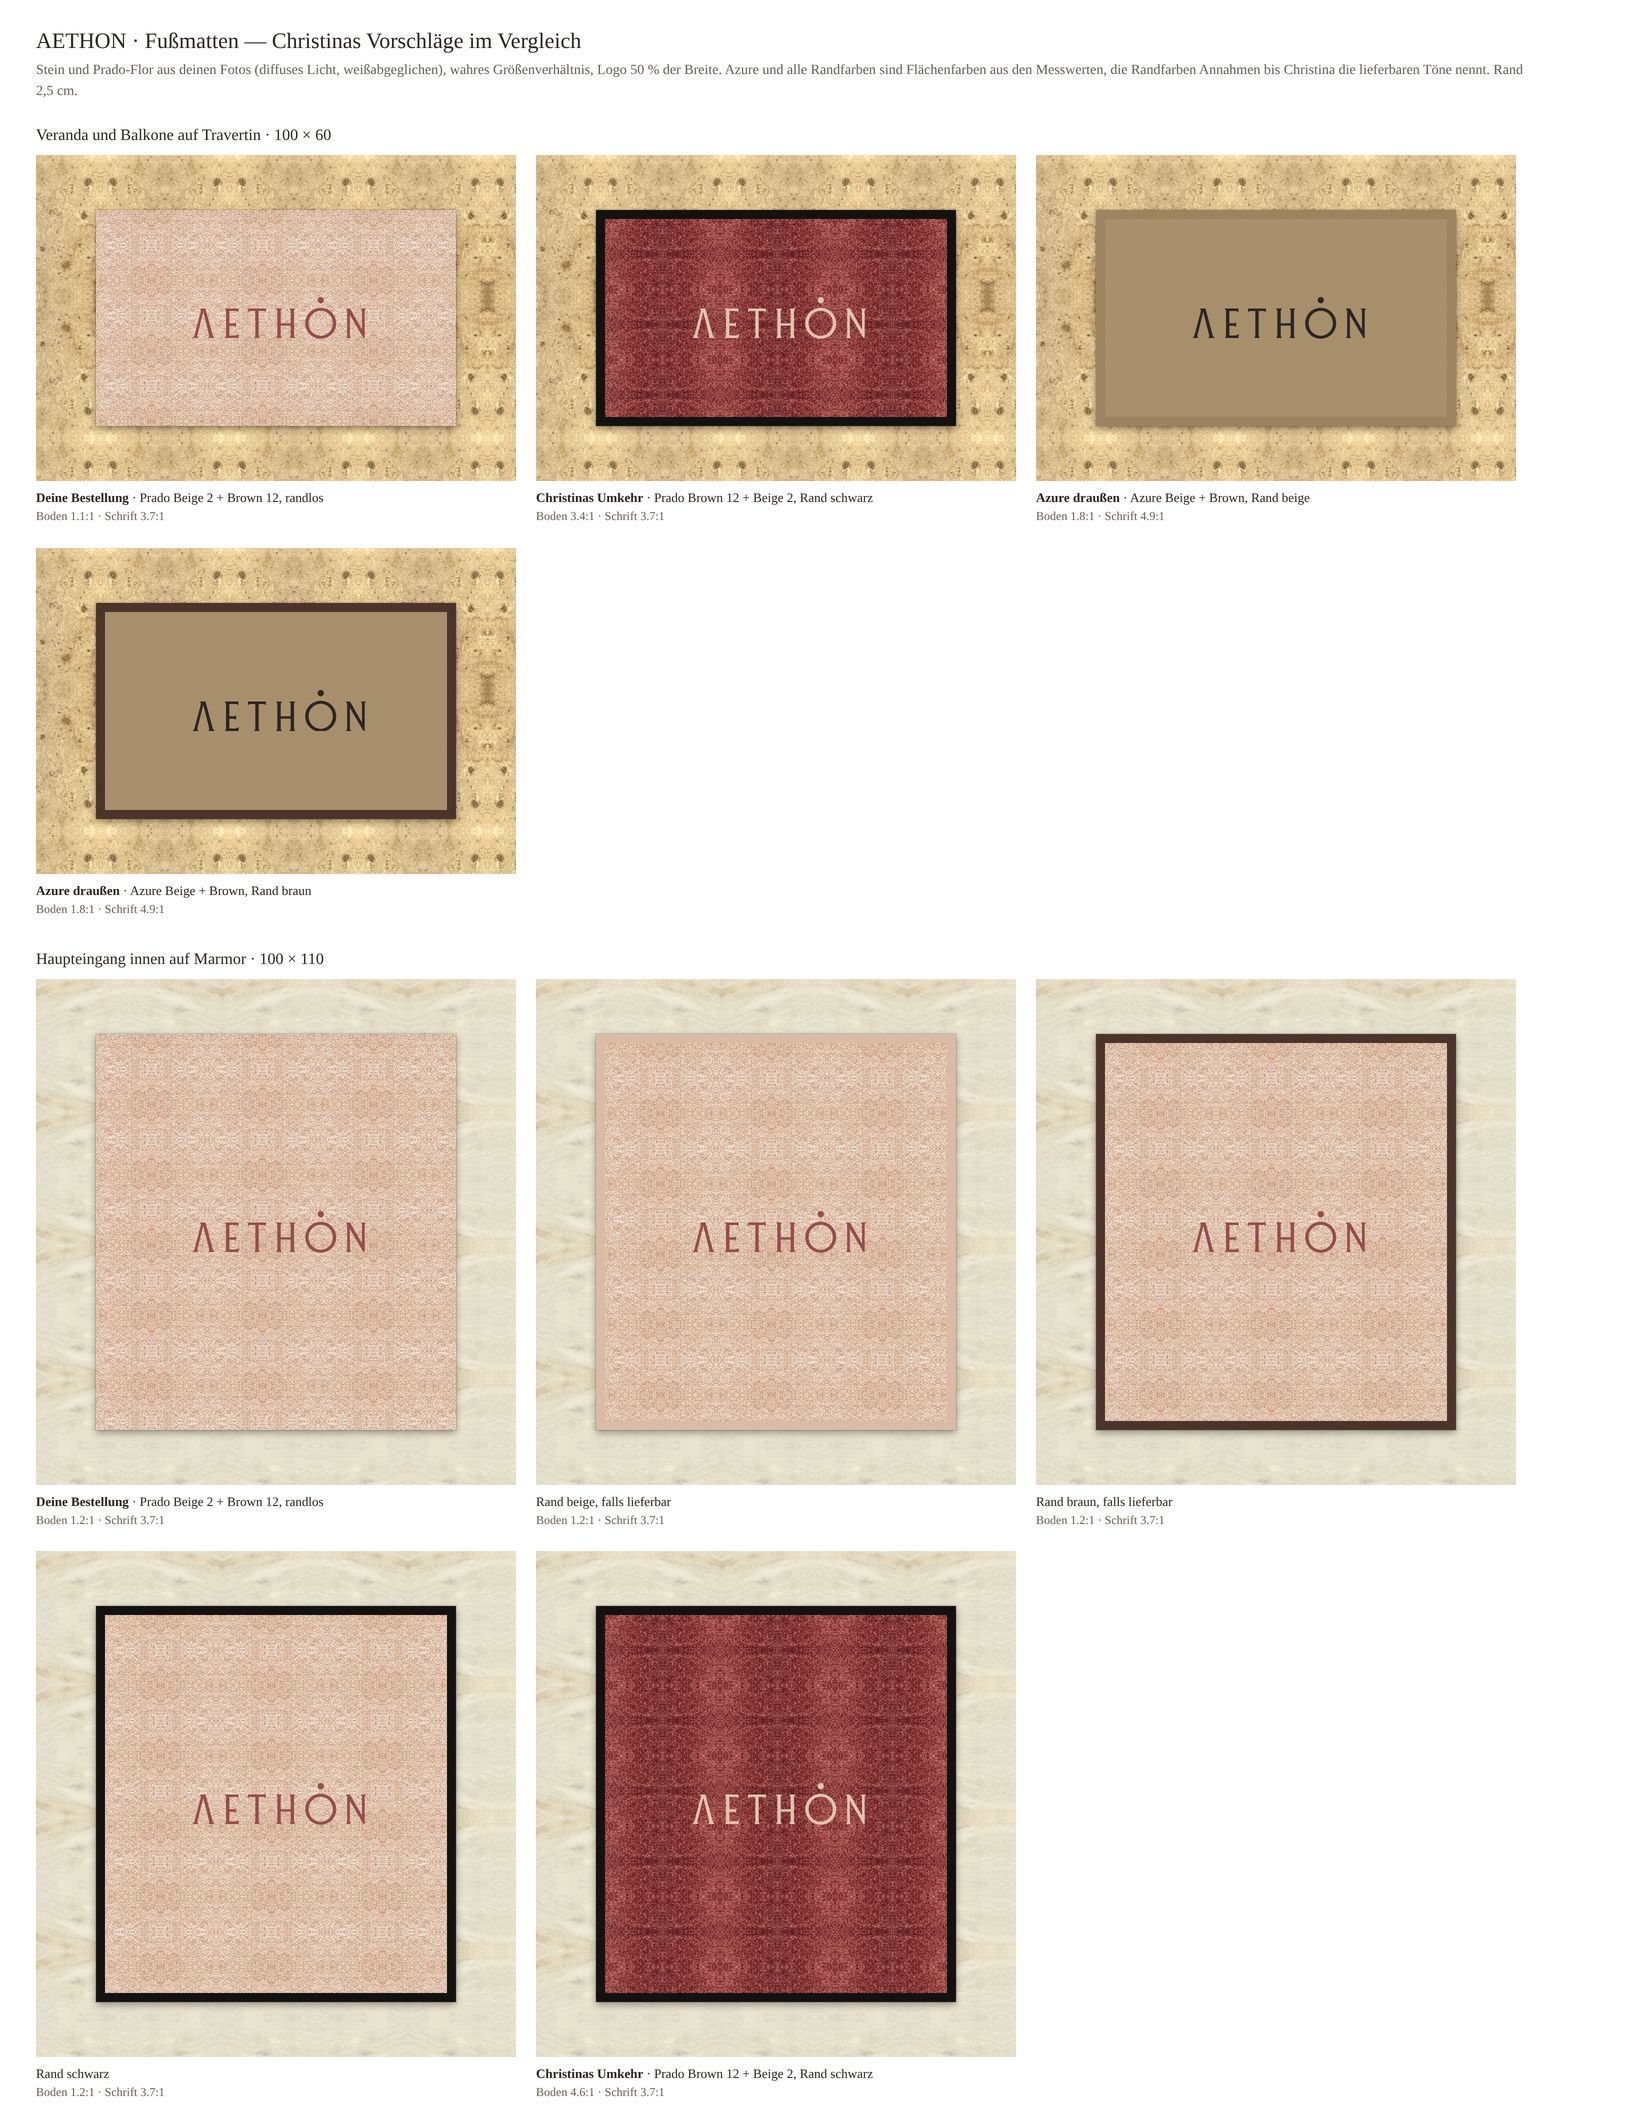 AETHON · Fußmatten — Christinas Vorschläge im Vergleich
Stein und Prado-Flor aus deinen Fotos (diffuses Licht, weißabgeglichen), wahres Größenverhältnis, Logo 50 % der Breite. Azure und alle Randfarben sind Flächenfarben aus den Messwerten, die Randfarben Annahmen bis Christina die lieferbaren Töne nennt. Rand
2,5 cm.
Veranda und Balkone auf Travertin · 100 × 60
AETHON
AETHON
AETHON
Deine Bestellung · Prado Beige 2 + Brown 12, randlos
Boden 1.1:1 · Schrift 3.7:1
Christinas Umkehr · Prado Brown 12 + Beige 2, Rand schwarz
Boden 3.4:1 · Schrift 3.7:1
Azure draußen · Azure Beige + Brown, Rand beige
Boden 1.8:1 · Schrift 4.9:1
AETHON
Azure draußen · Azure Beige + Brown, Rand braun
Boden 1.8:1 · Schrift 4.9:1
Haupteingang innen auf Marmor · 100 × 110
AETHON
AETHON
AETHON
Deine Bestellung · Prado Beige 2 + Brown 12, randlos
Boden 1.2:1 · Schrift 3.7:1
Rand beige, falls lieferbar
Boden 1.2:1 · Schrift 3.7:1
Rand braun, falls lieferbar
Boden 1.2:1 · Schrift 3.7:1
AETHON
AETHON
Rand schwarz
Boden 1.2:1 · Schrift 3.7:1
Christinas Umkehr · Prado Brown 12 + Beige 2, Rand schwarz
Boden 4.6:1 · Schrift 3.7:1